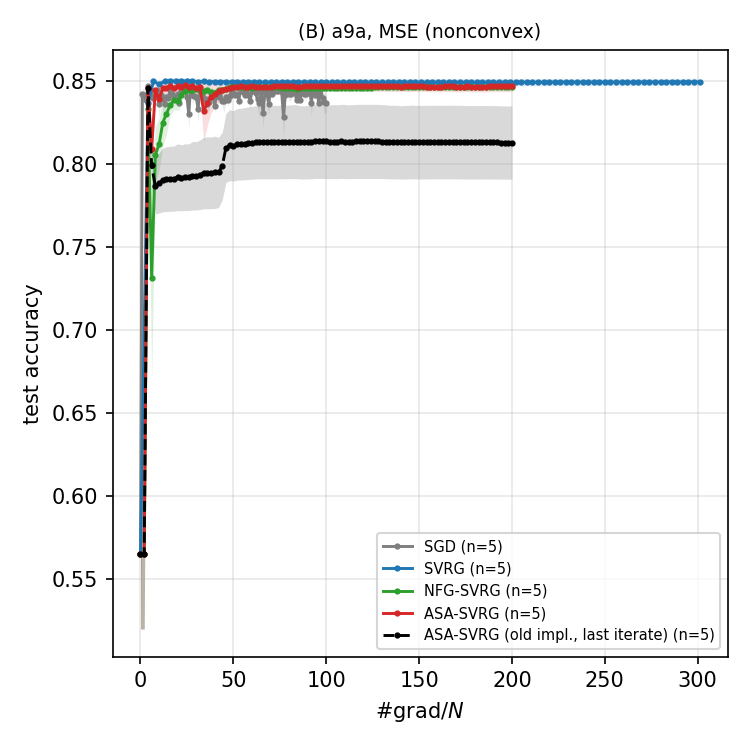 (B) a9a, MSE (nonconvex)
test accuracy
0.85
0.80
0.75
0.70
0.65
0.60
0.55
0 50 100 150 200 250 300
#grad/N
SGD (n=5)
SVRG (n=5)
NFG-SVRG (n=5)
ASA-SVRG (n=5)
ASA-SVRG (old impl., last iterate) (n=5)